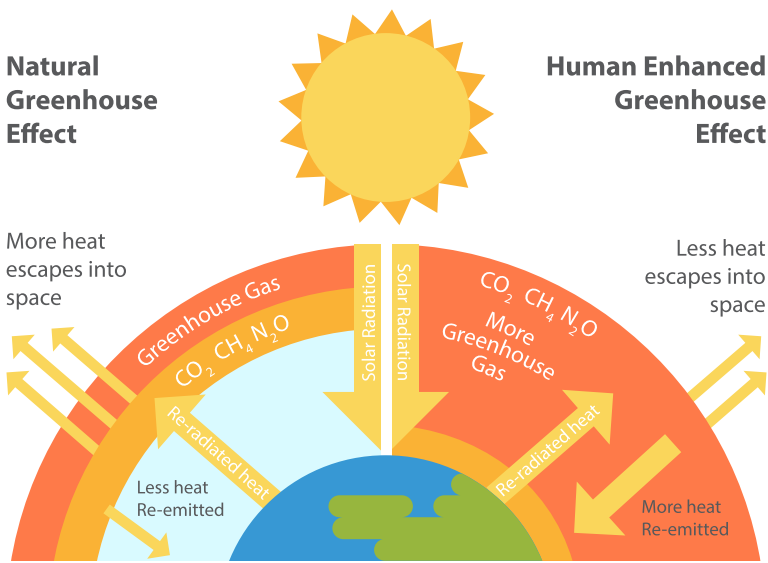 Natural
Greenhouse
Effect
Human Enhanced
Greenhouse
Effect
More heat
escapes into
space
Less heat
escapes into
space
Greenhouse Gas
CO₂ CH₄ N₂O
Solar Radiation
Solar Radiation
CO₂ CH₄ N₂O
More
Greenhouse
Gas
Re-radiated heat
Re-radiated heat
Less heat
Re-emitted
More heat
Re-emitted